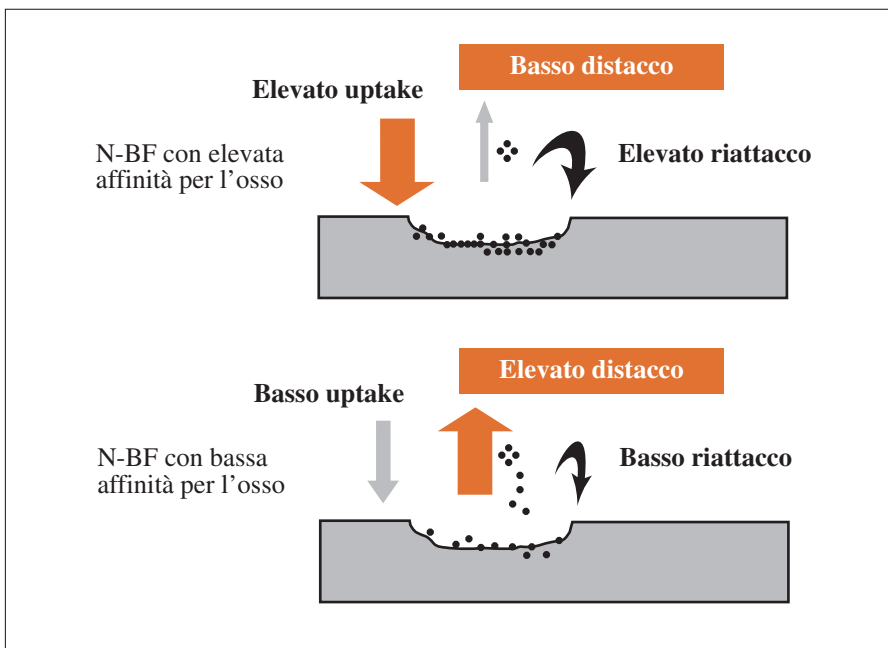 Basso distacco
Elevato uptake
N-BF con elevata
affinità per l'osso
Elevato riattacco
Elevato distacco
Basso uptake
N-BF con bassa
affinità per l'osso
Basso riattacco